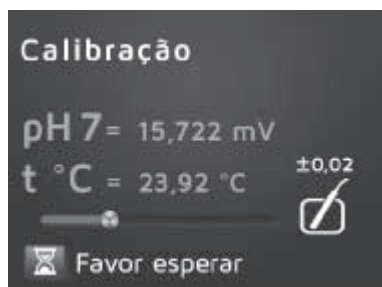 Calibração
pH 7= 15,722 mV
t °C = 23,92 °C
±0,02
Favor esperar